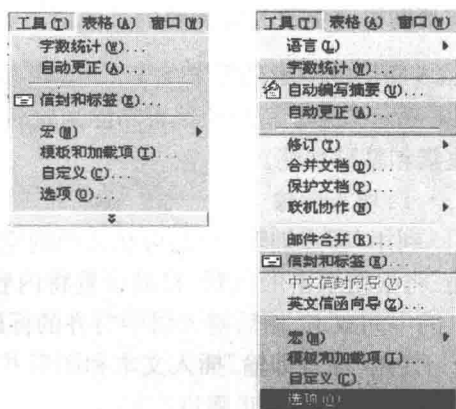 工具(T) 表格(A) 窗口(W)
字数统计(W)...
自动更正(A)...
信封和标签(E)...
宏(M)
模板和加载项(I)...
自定义(C)...
选项(O)...
工具(T) 表格(A) 窗口(W)
语言(L)
字数统计(W)...
自动编写摘要(U)...
自动更正(A)...
修订(T)
合并文档(D)...
保护文档(P)...
联机协作(N)
邮件合并(R)...
信封和标签(E)...
中文信封向导(V)...
英文信函向导(Z)...
宏(M)
模板和加载项(I)...
自定义(C)...
选项(O)...